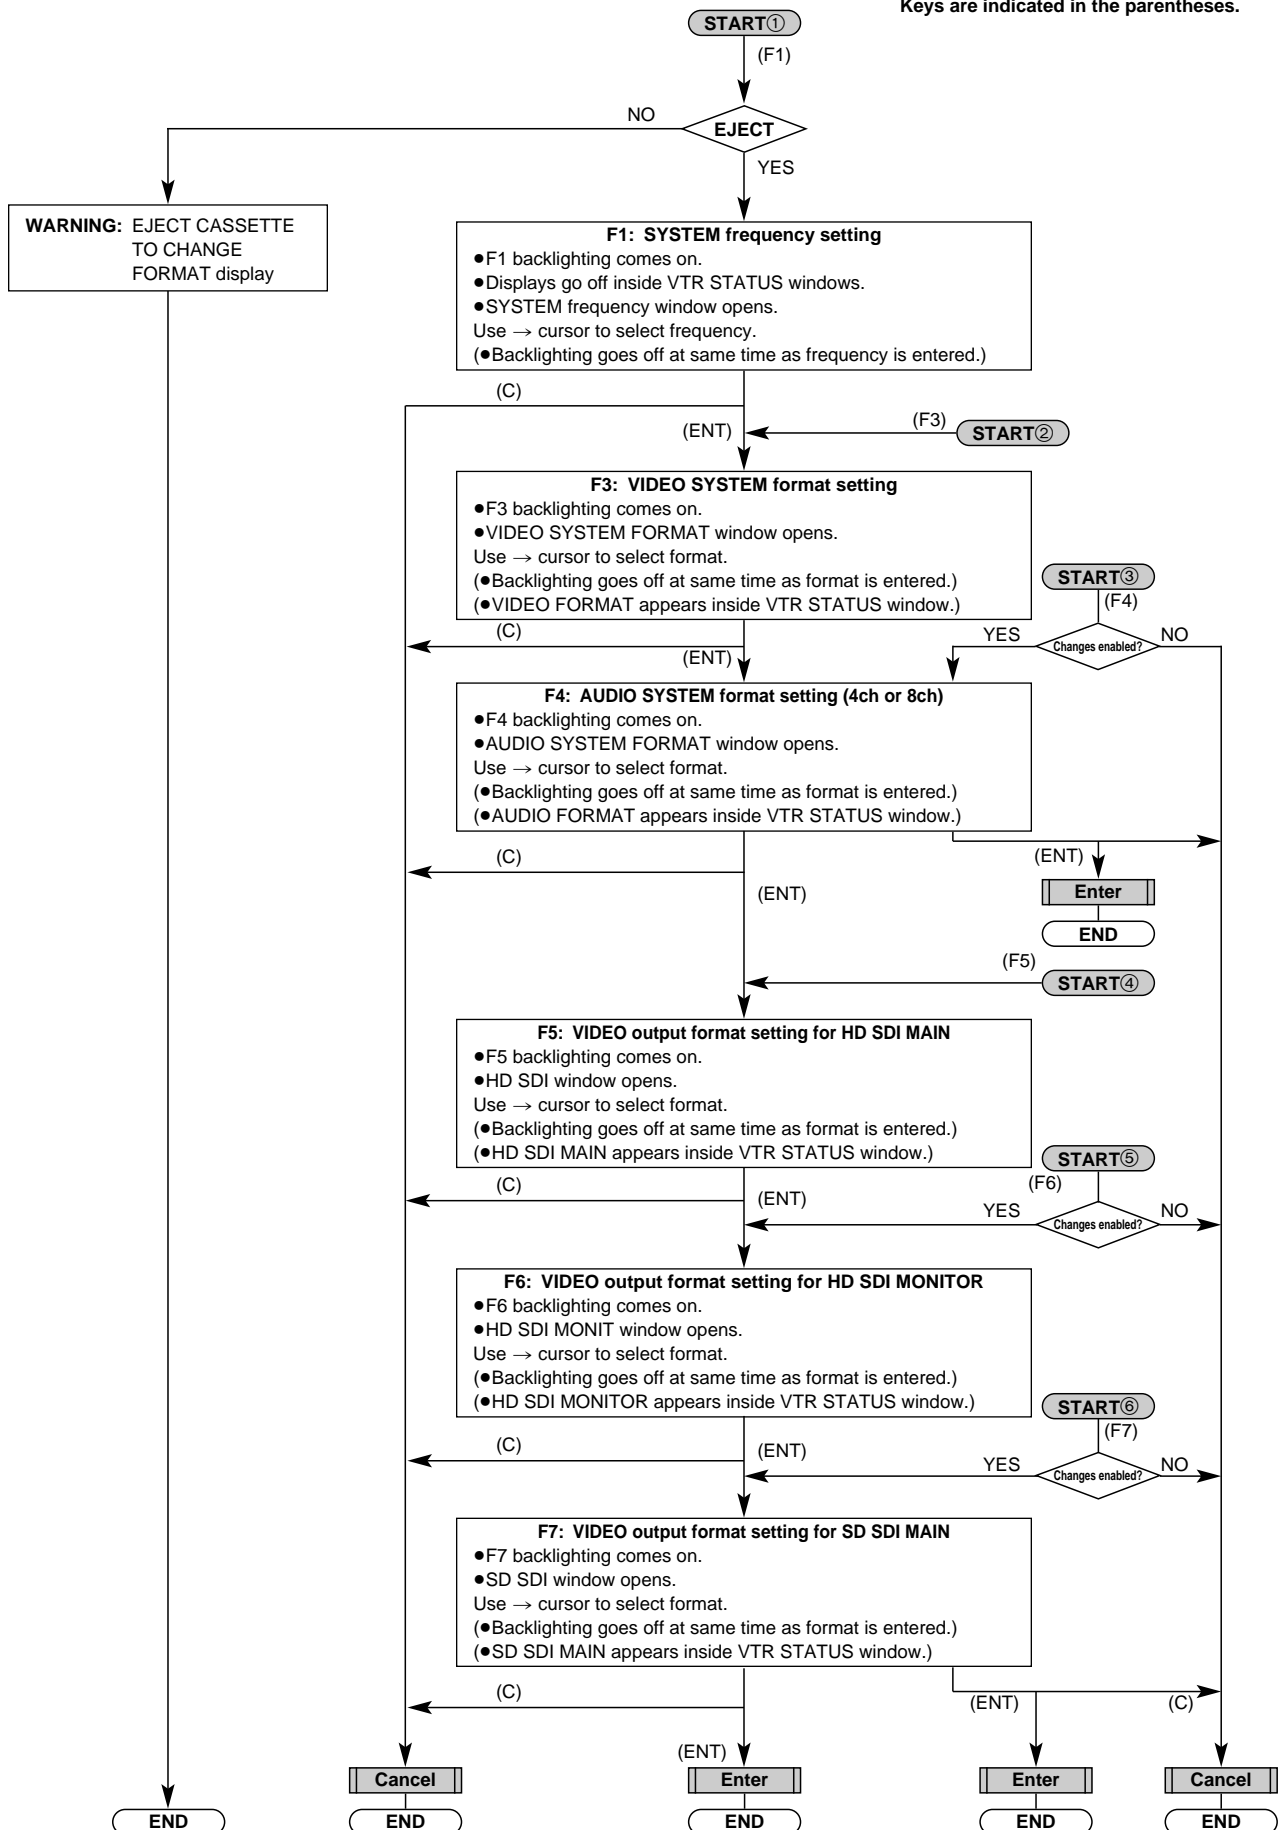 Keys are indicated in the parentheses.
START①
(F1)
NO
EJECT
YES
WARNING: EJECT CASSETTE
TO CHANGE
FORMAT display
F1: SYSTEM frequency setting
●F1 backlighting comes on.
●Displays go off inside VTR STATUS windows.
●SYSTEM frequency window opens.
Use → cursor to select frequency.
(●Backlighting goes off at same time as frequency is entered.)
(C)
(ENT)
(F3)
START②
F3: VIDEO SYSTEM format setting
●F3 backlighting comes on.
●VIDEO SYSTEM FORMAT window opens.
Use → cursor to select format.
(●Backlighting goes off at same time as format is entered.)
(●VIDEO FORMAT appears inside VTR STATUS window.)
START③
(F4)
(C)
(ENT)
YES
Changes enabled?
NO
F4: AUDIO SYSTEM format setting (4ch or 8ch)
●F4 backlighting comes on.
●AUDIO SYSTEM FORMAT window opens.
Use → cursor to select format.
(●Backlighting goes off at same time as format is entered.)
(●AUDIO FORMAT appears inside VTR STATUS window.)
(C)
(ENT)
(ENT)
Enter
END
(F5)
START④
F5: VIDEO output format setting for HD SDI MAIN
●F5 backlighting comes on.
●HD SDI window opens.
Use → cursor to select format.
(●Backlighting goes off at same time as format is entered.)
(●HD SDI MAIN appears inside VTR STATUS window.)
START⑤
(F6)
(C)
(ENT)
YES
Changes enabled?
NO
F6: VIDEO output format setting for HD SDI MONITOR
●F6 backlighting comes on.
●HD SDI MONIT window opens.
Use → cursor to select format.
(●Backlighting goes off at same time as format is entered.)
(●HD SDI MONITOR appears inside VTR STATUS window.)
START⑥
(F7)
(C)
(ENT)
YES
Changes enabled?
NO
F7: VIDEO output format setting for SD SDI MAIN
●F7 backlighting comes on.
●SD SDI window opens.
Use → cursor to select format.
(●Backlighting goes off at same time as format is entered.)
(●SD SDI MAIN appears inside VTR STATUS window.)
(C)
(ENT)
(ENT)
(C)
Cancel
Enter
Enter
Cancel
END
END
END
END
END